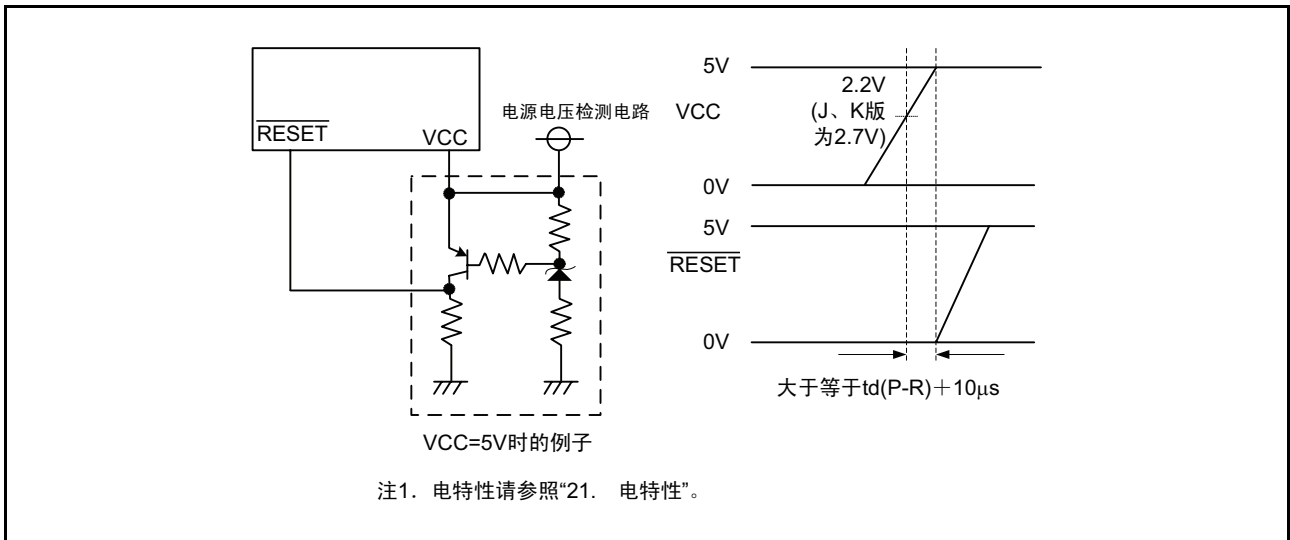 RESET
VCC
电源电压检测电路
VCC=5V时的例子
5V
VCC
2.2V
(J、K版
为2.7V)
0V
5V
RESET
0V
大于等于td(P-R)+10μs
注1. 电特性请参照“21. 电特性”。